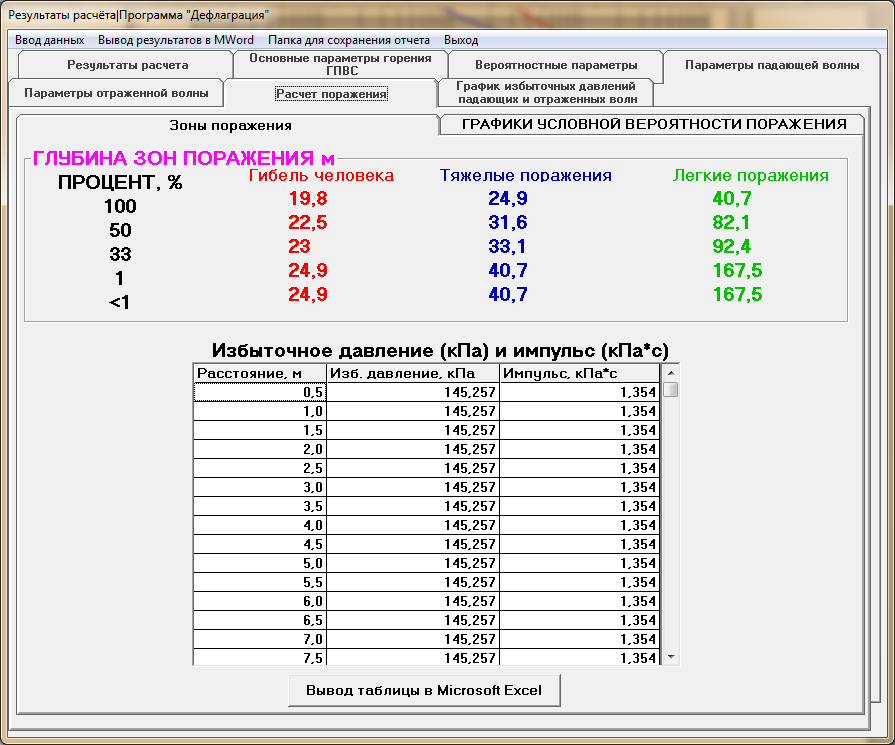 Результаты расчёта|Программа "Дефлаграция"
Ввод данных Вывод результатов в MWord Папка для сохранения отчета Выход
Результаты расчета
Основные параметры горения
ГПВС
Вероятностные параметры
Параметры падающей волны
Параметры отраженной волны
Расчет поражения
График избыточных давлений
падающих и отраженных волн
Зоны поражения
ГРАФИКИ УСЛОВНОЙ ВЕРОЯТНОСТИ ПОРАЖЕНИЯ
ГЛУБИНА ЗОН ПОРАЖЕНИЯ м
ПРОЦЕНТ, % Гибель человека Тяжелые поражения Легкие поражения
100 19,8 24,9 40,7
50 22,5 31,6 82,1
33 23 33,1 92,4
1 24,9 40,7 167,5
<1 24,9 40,7 167,5
Избыточное давление (кПа) и импульс (кПа*с)
Расстояние, м Изб. давление, кПа Импульс, кПа*с
0,5 145,257 1,354
1,0 145,257 1,354
1,5 145,257 1,354
2,0 145,257 1,354
2,5 145,257 1,354
3,0 145,257 1,354
3,5 145,257 1,354
4,0 145,257 1,354
4,5 145,257 1,354
5,0 145,257 1,354
5,5 145,257 1,354
6,0 145,257 1,354
6,5 145,257 1,354
7,0 145,257 1,354
7,5 145,257 1,354
Вывод таблицы в Microsoft Excel